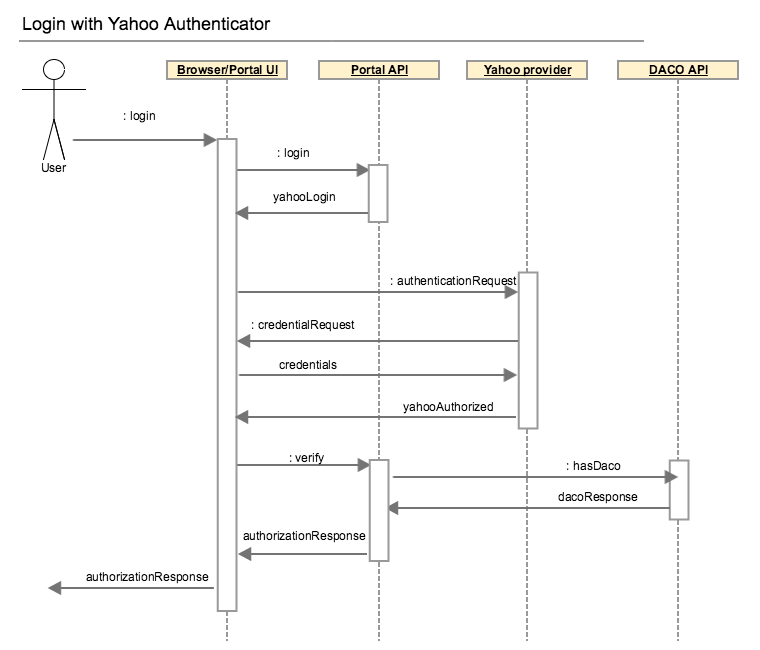 Login with Yahoo Authenticator
Browser/Portal UI
Portal API
Yahoo provider
DACO API
: login
User
: login
yahooLogin
: authenticationRequest
: credentialRequest
credentials
yahooAuthorized
: verify
: hasDaco
dacoResponse
authorizationResponse
authorizationResponse